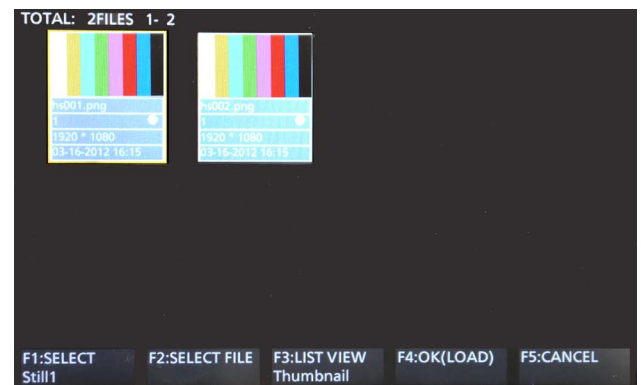 TOTAL: 2FILES 1- 2
hs001.png
1
1920 * 1080
03-16-2012 16:15
hs002.png
1
1920 * 1080
03-16-2012 16:15
F1:SELECT
Still1
F2:SELECT FILE
F3:LIST VIEW
Thumbnail
F4:OK(LOAD)
F5:CANCEL